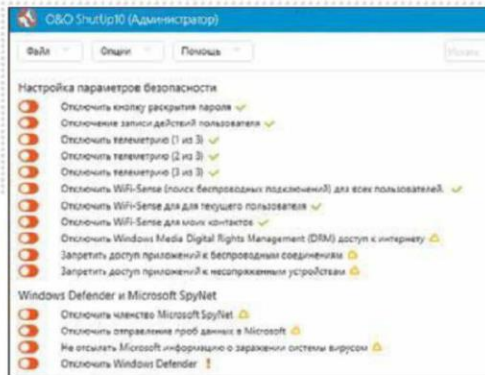 O&O ShutUp10 (Администратор)
Файл Опции Помощь Искать
Настройка параметров безопасности
Отключить кнопку раскрытия пароля
Отключение записи действий пользователя
Отключить телеметрию (1 из 3)
Отключить телеметрию (2 из 3)
Отключить телеметрию (3 из 3)
Отключить WiFi-Sense (поиск беспроводных подключений) для всех пользователей.
Отключить WiFi-Sense для для текущего пользователя
Отключить WiFi-Sense для моих контактов
Отключить Windows Media Digital Rights Management (DRM) доступ к интернету
Запретить доступ приложений к беспроводным соединениям
Запретить доступ приложений к несопряженным устройствам
Windows Defender и Microsoft SpyNet
Отключить членство Microsoft SpyNet
Отключить отправление проб данных в Microsoft
Не отсылать Microsoft информацию о заражении системы вирусом
Отключить Windows Defender